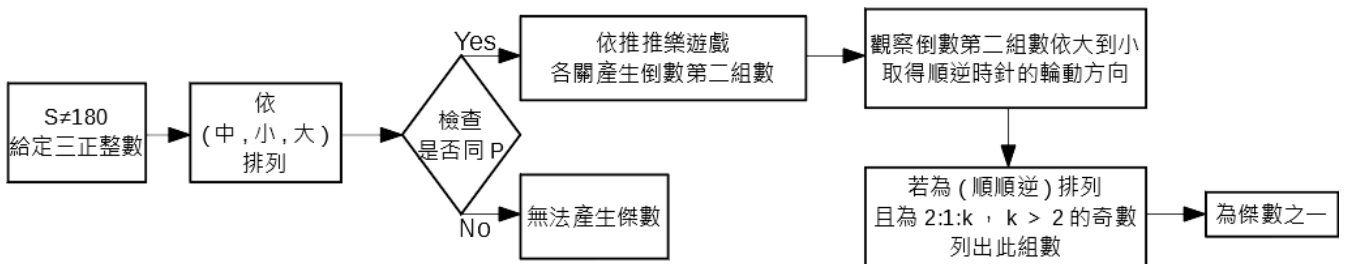 S≠180
給定三正整數
依
( 中 , 小 , 大 )
排列
檢查
是否同 P
Yes
依推推樂遊戲
各關產生倒數第二組數
觀察倒數第二組數依大到小
取得順逆時針的輪動方向
若為 ( 順順逆 ) 排列
且為 2:1:k , k > 2 的奇數
列出此組數
為傑數之一
No
無法產生傑數